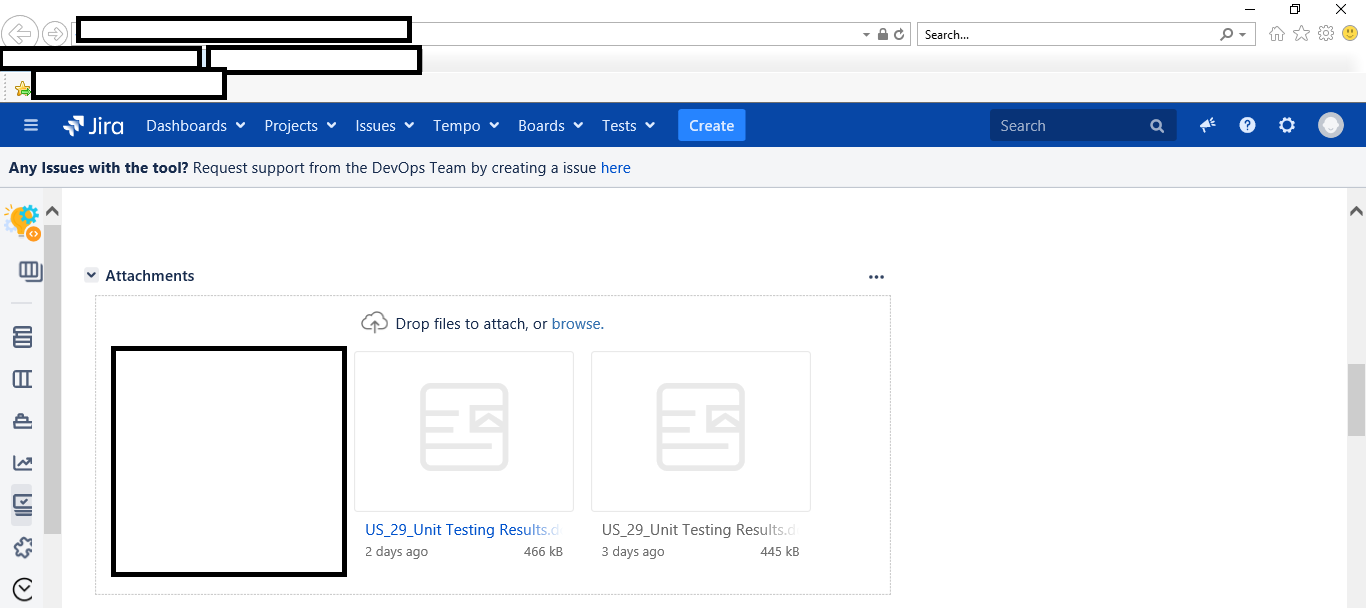 Search...
Jira Dashboards Projects Issues Tempo Boards Tests Create Search
Any Issues with the tool? Request support from the DevOps Team by creating a issue here
Attachments
Drop files to attach, or browse.
US_29_Unit Testing Results.d
US_29_Unit Testing Results.d
2 days ago 466 kB
3 days ago 445 kB